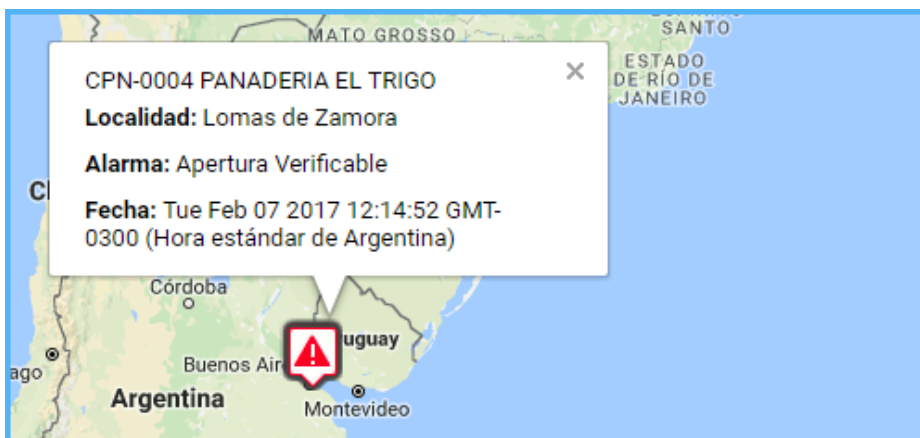 MATO GROSSO
SANTO
ESTADO
DE RÍO DE
JANEIRO
CPN-0004 PANADERIA EL TRIGO
Localidad: Lomas de Zamora
Alarma: Apertura Verificable
Fecha: Tue Feb 07 2017 12:14:52 GMT-
0300 (Hora estándar de Argentina)
Córdoba
uguay
Buenos Air
ago
Argentina
Montevideo